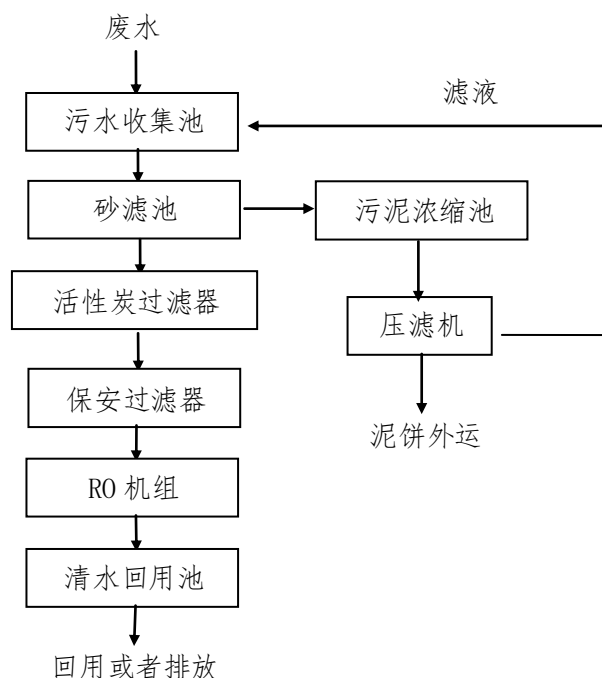 废水
滤液
污水收集池
砂滤池
污泥浓缩池
活性炭过滤器
压滤机
保安过滤器
泥饼外运
RO 机组
清水回用池
回用或者排放